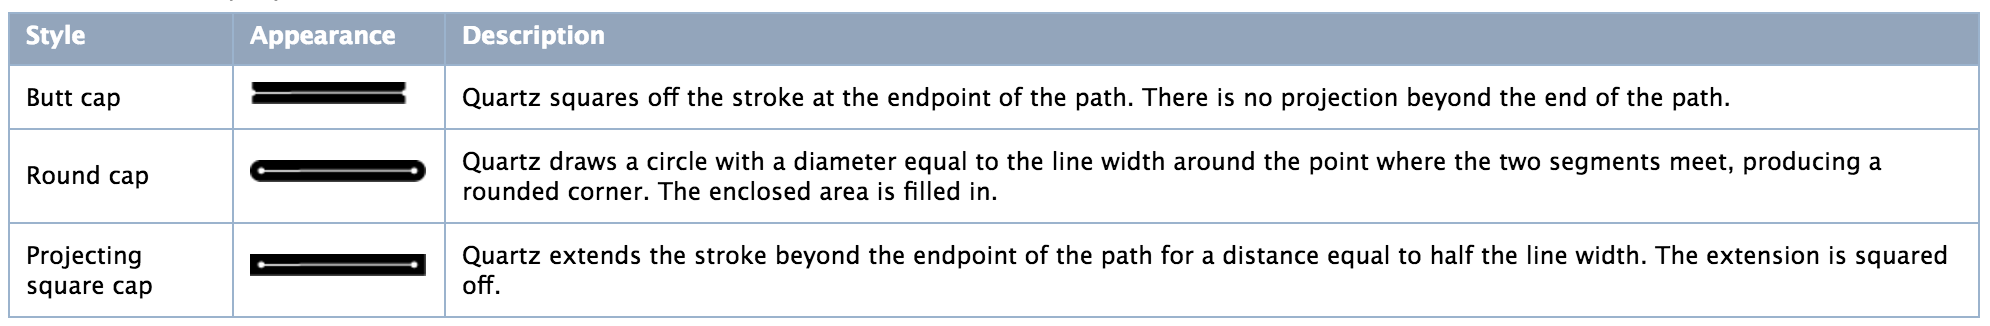 Style Appearance Description
Butt cap Quartz squares off the stroke at the endpoint of the path. There is no projection beyond the end of the path.
Round cap Quartz draws a circle with a diameter equal to the line width around the point where the two segments meet, producing a
rounded corner. The enclosed area is filled in.
Projecting Quartz extends the stroke beyond the endpoint of the path for a distance equal to half the line width. The extension is squared
square cap off.